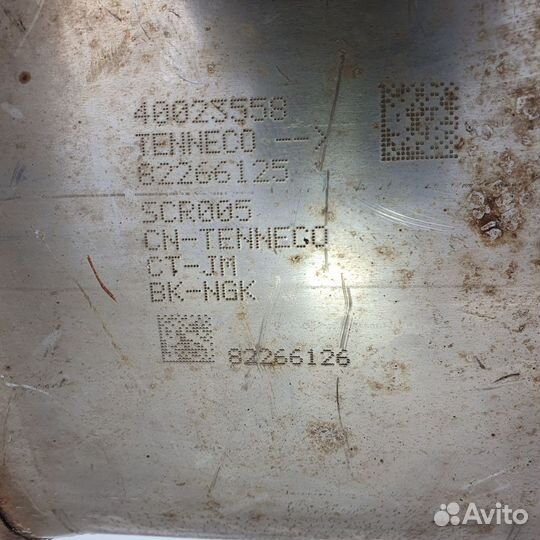 40023558
TENNECO -->
82266125
SCR005
CN-TENNECO
CT-JM
BK-NGK
82266126
Avito